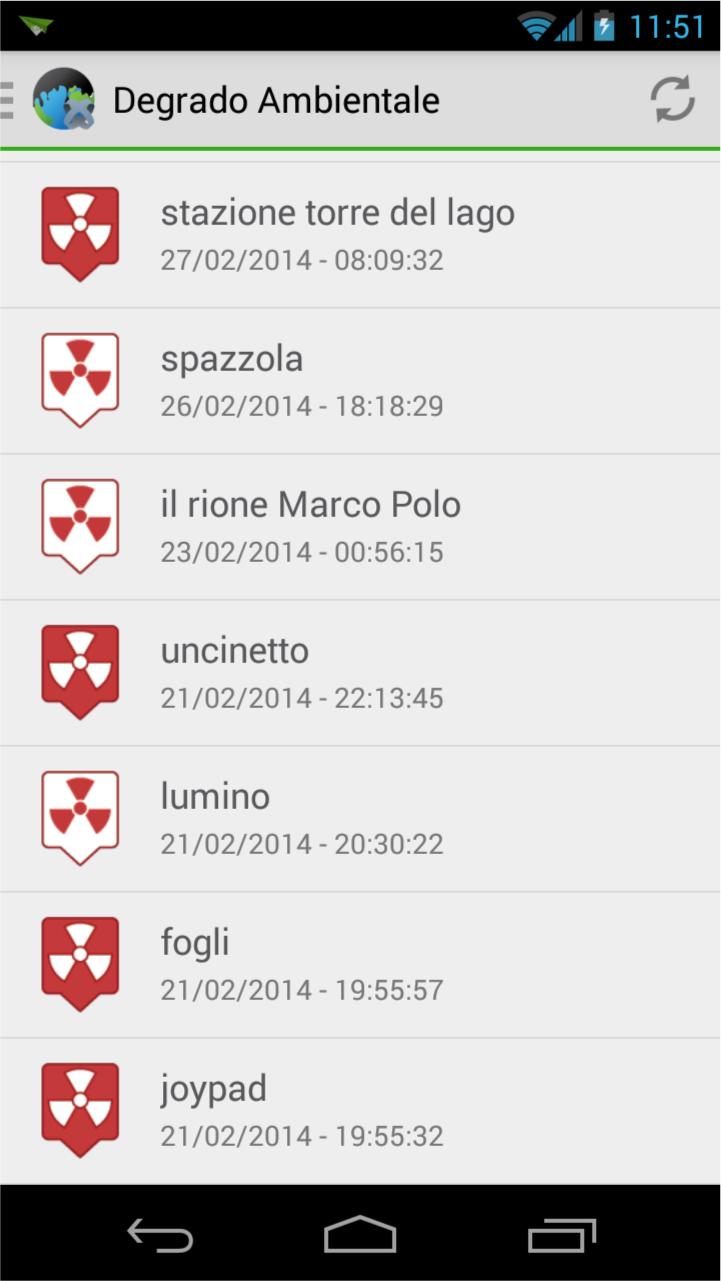 11:51
Degrado Ambientale
stazione torre del lago
27/02/2014 - 08:09:32
spazzola
26/02/2014 - 18:18:29
il rione Marco Polo
23/02/2014 - 00:56:15
uncinetto
21/02/2014 - 22:13:45
lumino
21/02/2014 - 20:30:22
fogli
21/02/2014 - 19:55:57
joypad
21/02/2014 - 19:55:32